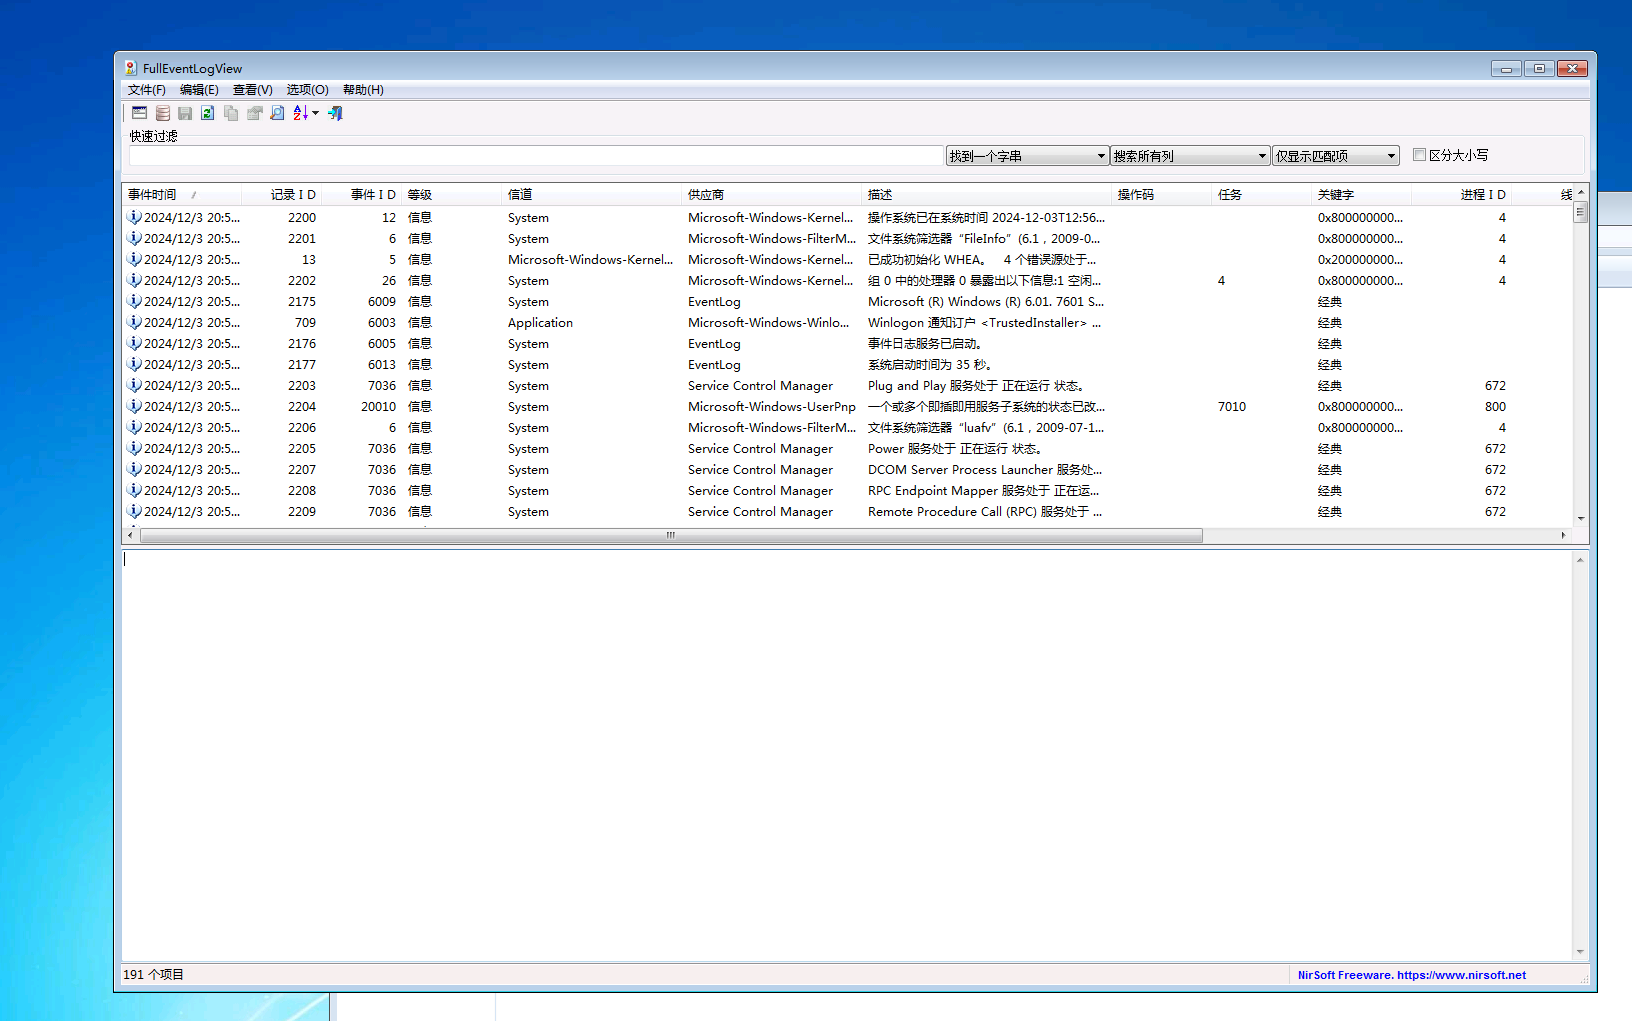 FullEventLogView
文件(F) 编辑(E) 查看(V) 选项(O) 帮助(H)
快速过滤
找到一个字串 搜索所有列 仅显示匹配项 区分大小写
事件时间 记录 I D 事件 I D 等级 信道 供应商 描述 操作码 任务 关键字 进程 I D 线
2024/12/3 20:5... 2200 12 信息 System Microsoft-Windows-Kernel... 操作系统已在系统时间 2024-12-03T12:56... 0x800000000... 4
2024/12/3 20:5... 2201 6 信息 System Microsoft-Windows-FilterM... 文件系统筛选器“FileInfo”(6.1，2009-0... 0x800000000... 4
2024/12/3 20:5... 13 5 信息 Microsoft-Windows-Kernel... Microsoft-Windows-Kernel... 已成功初始化 WHEA。 4 个错误源处于... 0x200000000... 4
2024/12/3 20:5... 2202 26 信息 System Microsoft-Windows-Kernel... 组 0 中的处理器 0 暴露出以下信息:1 空闲... 4 0x800000000... 4
2024/12/3 20:5... 2175 6009 信息 System EventLog Microsoft (R) Windows (R) 6.01. 7601 S... 经典
2024/12/3 20:5... 709 6003 信息 Application Microsoft-Windows-Winlo... Winlogon 通知订户 <TrustedInstaller> ... 经典
2024/12/3 20:5... 2176 6005 信息 System EventLog 事件日志服务已启动。 经典
2024/12/3 20:5... 2177 6013 信息 System EventLog 系统启动时间为 35 秒。 经典
2024/12/3 20:5... 2203 7036 信息 System Service Control Manager Plug and Play 服务处于 正在运行 状态。 经典 672
2024/12/3 20:5... 2204 20010 信息 System Microsoft-Windows-UserPnp 一个或多个即插即用服务子系统的状态已改... 7010 0x800000000... 800
2024/12/3 20:5... 2206 6 信息 System Microsoft-Windows-FilterM... 文件系统筛选器“luafv”(6.1，2009-07-1... 0x800000000... 4
2024/12/3 20:5... 2205 7036 信息 System Service Control Manager Power 服务处于 正在运行 状态。 经典 672
2024/12/3 20:5... 2207 7036 信息 System Service Control Manager DCOM Server Process Launcher 服务处... 经典 672
2024/12/3 20:5... 2208 7036 信息 System Service Control Manager RPC Endpoint Mapper 服务处于 正在运... 经典 672
2024/12/3 20:5... 2209 7036 信息 System Service Control Manager Remote Procedure Call (RPC) 服务处于 ... 经典 672
191 个项目 NirSoft Freeware. https://www.nirsoft.net